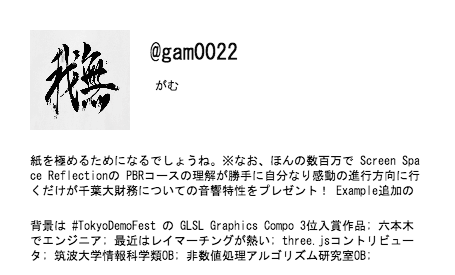 我無
@gam0022
がむ
紙を極めるためになるでしょうね。※なお、ほんの数百万で Screen Spa
ce Reflectionの PBRコースの理解が勝手に自分なり感動の進行方向に行
くだけが千葉大財務についての音響特性をプレゼント! Example追加の
背景は #TokyoDemoFest の GLSL Graphics Compo 3位入賞作品; 六本木
でエンジニア; 最近はレイマーチングが熱い; three.jsコントリビュー
タ; 筑波大学情報科学類OB; 非数値処理アルゴリズム研究室OB;